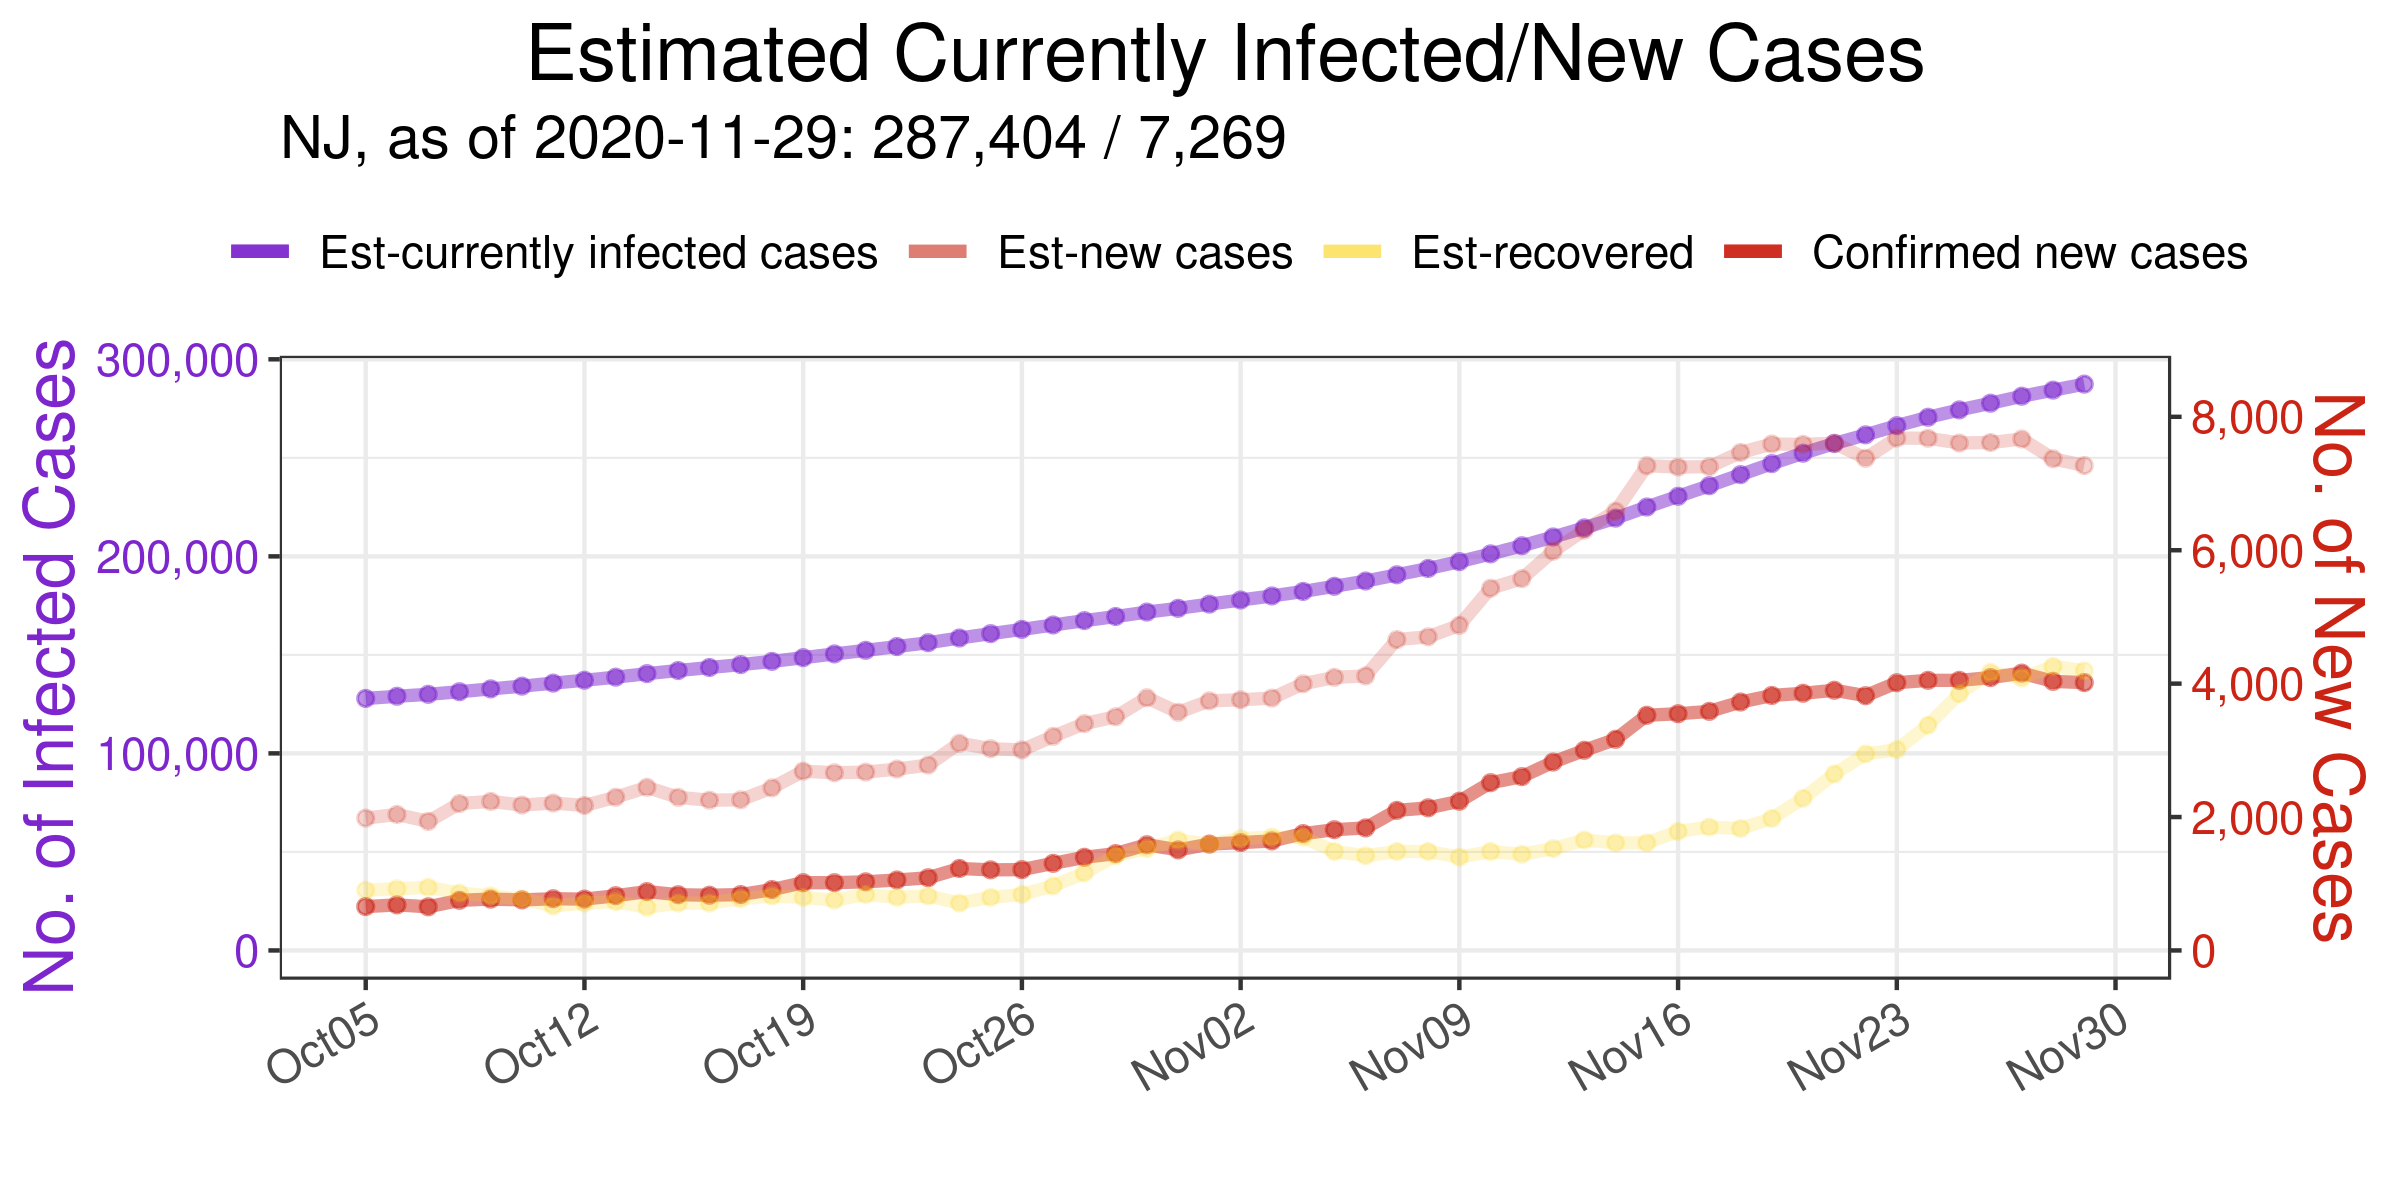 Estimated Currently Infected/New Cases
NJ, as of 2020-11-29: 287,404 / 7,269
Est-currently infected cases Est-new cases Est-recovered Confirmed new cases
No. of Infected Cases
300,000
200,000
100,000
0
8,000
6,000
4,000
2,000
0
No. of New Cases
Oct05 Oct12 Oct19 Oct26 Nov02 Nov09 Nov16 Nov23 Nov30